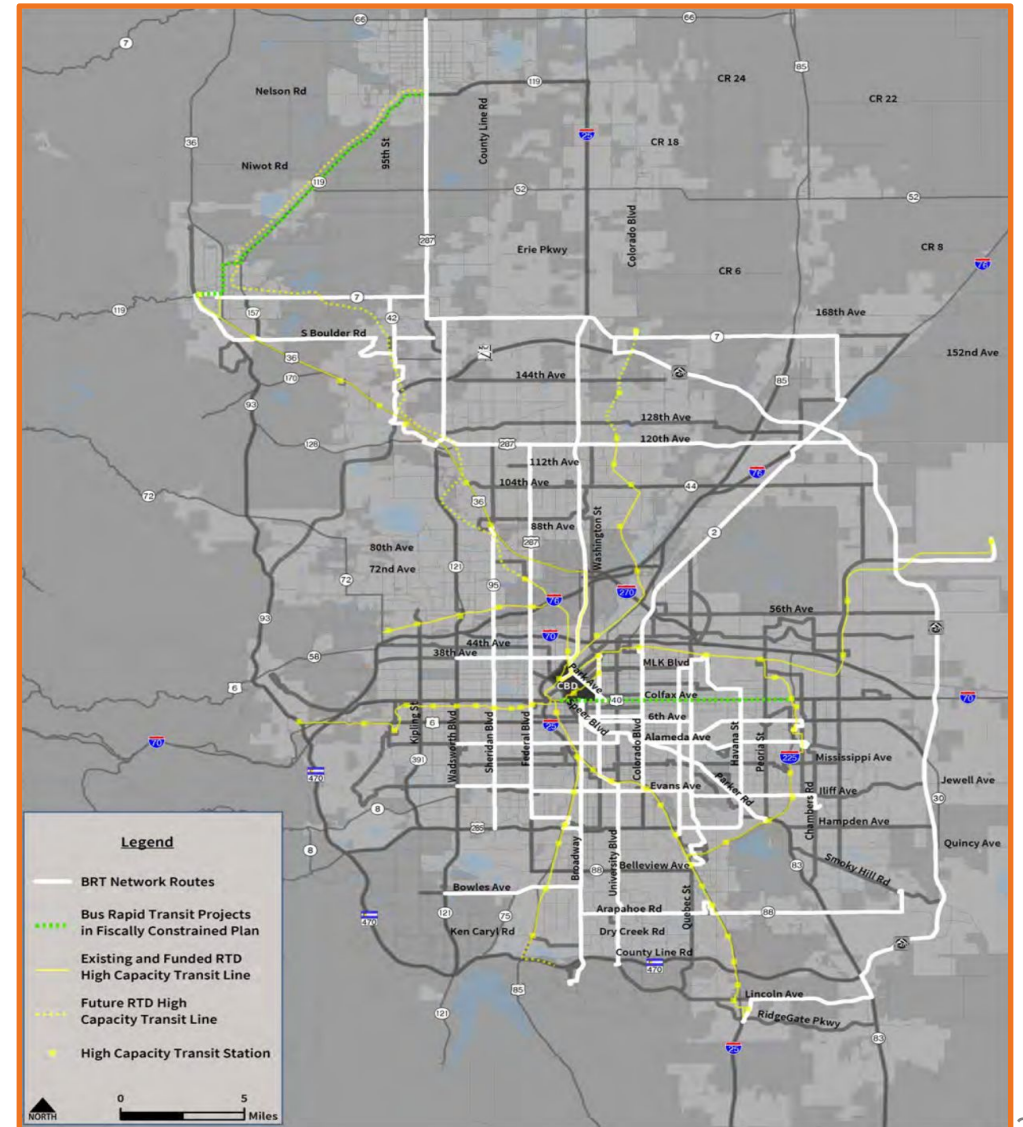 66
66
7
85
CR 24
Nelson Rd
119
CR 22
County Line Rd
25
95th St
36
CR 18
Niwot Rd
119
52
52
287
Colorado Blvd
Erie Pkwy
CR 8
CR 6
76
7
119
157
42
168th Ave
S Boulder Rd
7
36
152nd Ave
170
144th Ave
85
93
128th Ave
128
287
120th Ave
112th Ave
76
72
104th Ave
44
36
88th Ave
Washington St
287
2
80th Ave
72nd Ave
72
121
95
76
270
56th Ave
93
70
44th Ave
58
38th Ave
Park Ave
MLK Blvd
6
CBD
40
Colfax Ave
70
Kipling St
Speer Blvd
6th Ave
6
25
Alameda Ave
Wadsworth Blvd
Sheridan Blvd
Federal Blvd
Colorado Blvd
Havana St
Peoria St
70
225
Mississippi Ave
391
470
Evans Ave
Parker Rd
Jewell Ave
Iliff Ave
30
8
Chambers Rd
285
Hampden Ave
8
Quincy Ave
Broadway
University Blvd
88
Belleview Ave
83
Smoky Hill Rd
Bowles Ave
Quebec St
121
75
Arapahoe Rd
88
470
Ken Caryl Rd
Dry Creek Rd
County Line Rd
470
85
Lincoln Ave
121
RidgeGate Pkwy
83
25
Legend
BRT Network Routes
Bus Rapid Transit Projects
in Fiscally Constrained Plan
Existing and Funded RTD
High Capacity Transit Line
Future RTD High
Capacity Transit Line
High Capacity Transit Station
NORTH
0
5
Miles